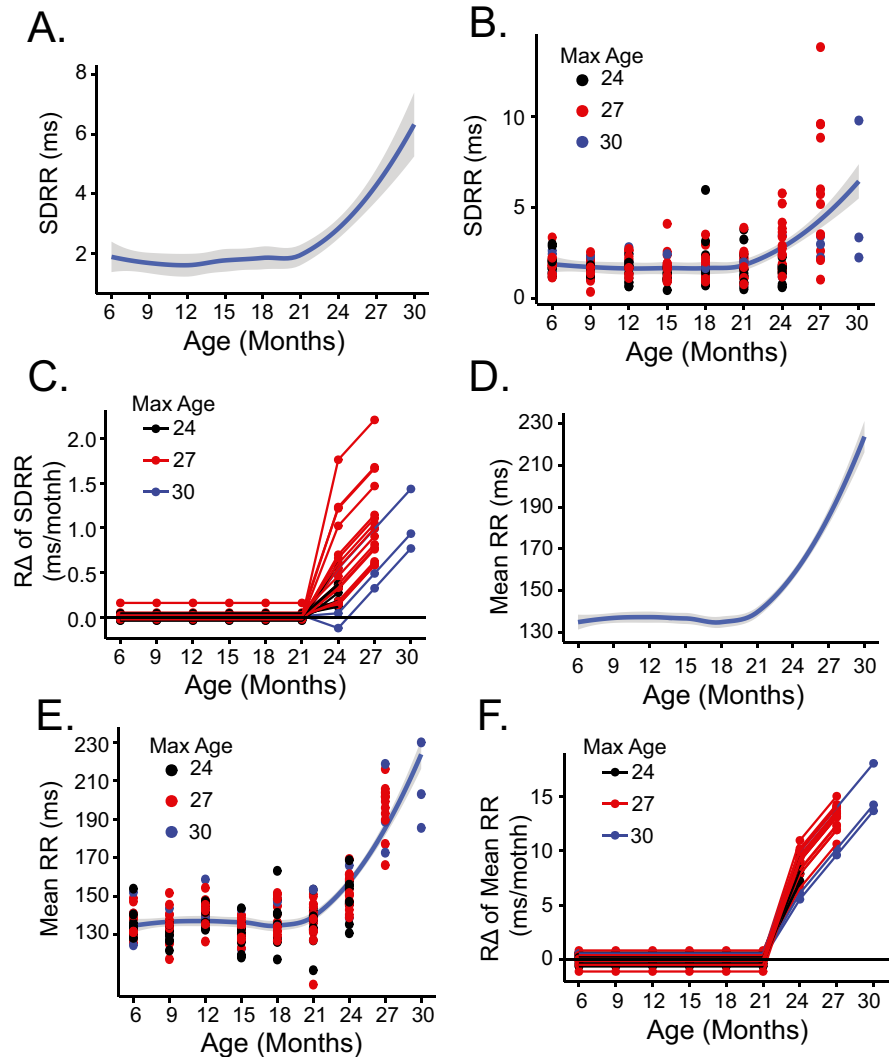 A.
SDRR (ms)
8
6
4
2
6 9 12 15 18 21 24 27 30
Age (Months)
B.
SDRR (ms)
Max Age
24
27
30
10
5
0
6 9 12 15 18 21 24 27 30
Age (Months)
C.
RΔ of SDRR
(ms/motnh)
Max Age
24
27
30
2.0
1.5
1.0
0.5
0.0
6 9 12 15 18 21 24 27 30
Age (Months)
D.
Mean RR (ms)
230
210
190
170
150
130
6 9 12 15 18 21 24 27 30
Age (Months)
E.
Mean RR (ms)
Max Age
24
27
30
230
210
190
170
150
130
6 9 12 15 18 21 24 27 30
Age (Months)
F.
RΔ of Mean RR
(ms/motnh)
Max Age
24
27
30
15
10
5
0
6 9 12 15 18 21 24 27 30
Age (Months)